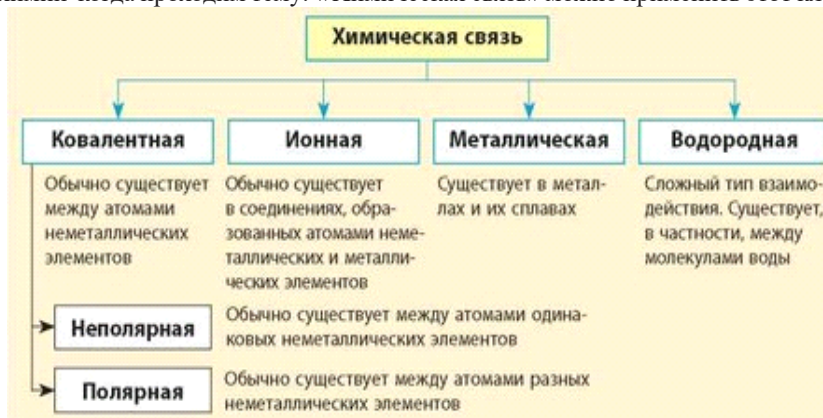 Химическая связь
Ковалентная
Ионная
Металлическая
Водородная
Обычно существует
между атомами
неметаллических
элементов
Обычно существует
в соединениях, обра-
зованных атомами неме-
таллических и металли-
ческих элементов
Существует в метал-
лах и их сплавах
Сложный тип взаимо-
действия. Существует,
в частности, между
молекулами воды
Неполярная
Обычно существует между атомами одина-
ковых неметаллических элементов
Полярная
Обычно существует между атомами разных
неметаллических элементов